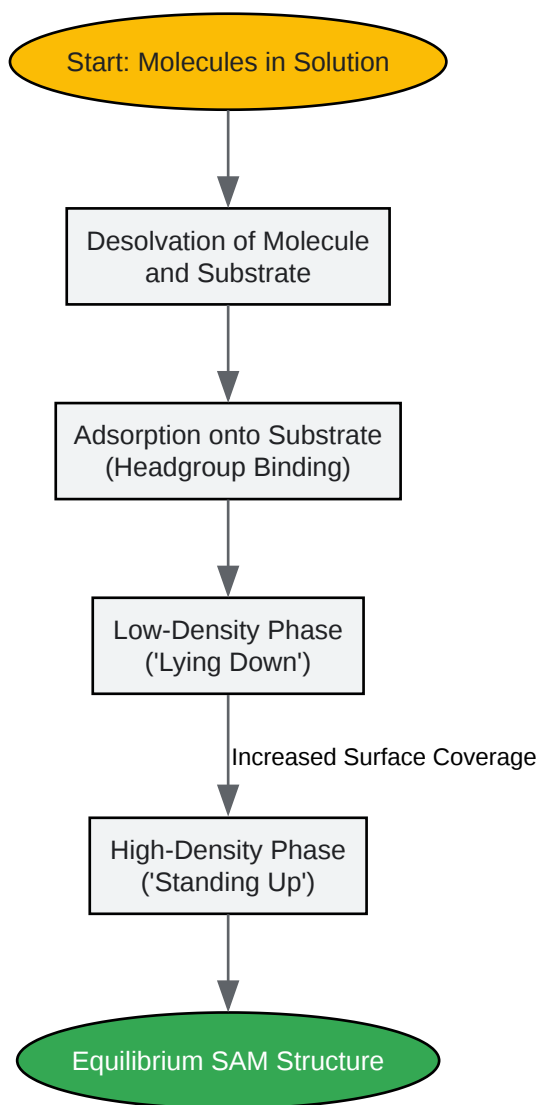 Start: Molecules in Solution
Desolvation of Molecule
and Substrate
Adsorption onto Substrate
(Headgroup Binding)
Low-Density Phase
('Lying Down')
Increased Surface Coverage
High-Density Phase
('Standing Up')
Equilibrium SAM Structure